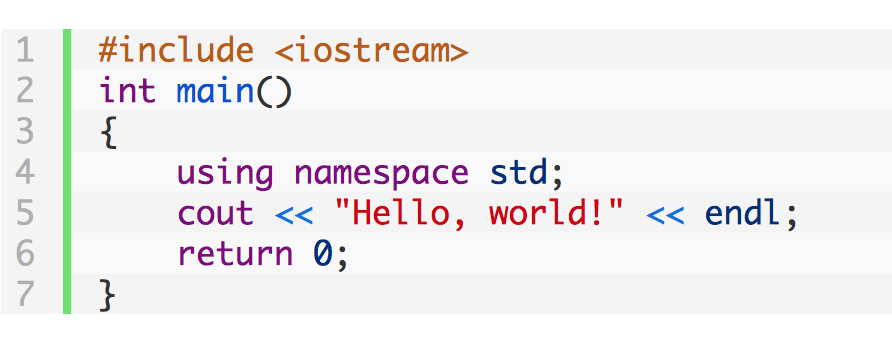 1 #include <iostream>
2 int main()
3 {
4     using namespace std;
5     cout << "Hello, world!" << endl;
6     return 0;
7 }